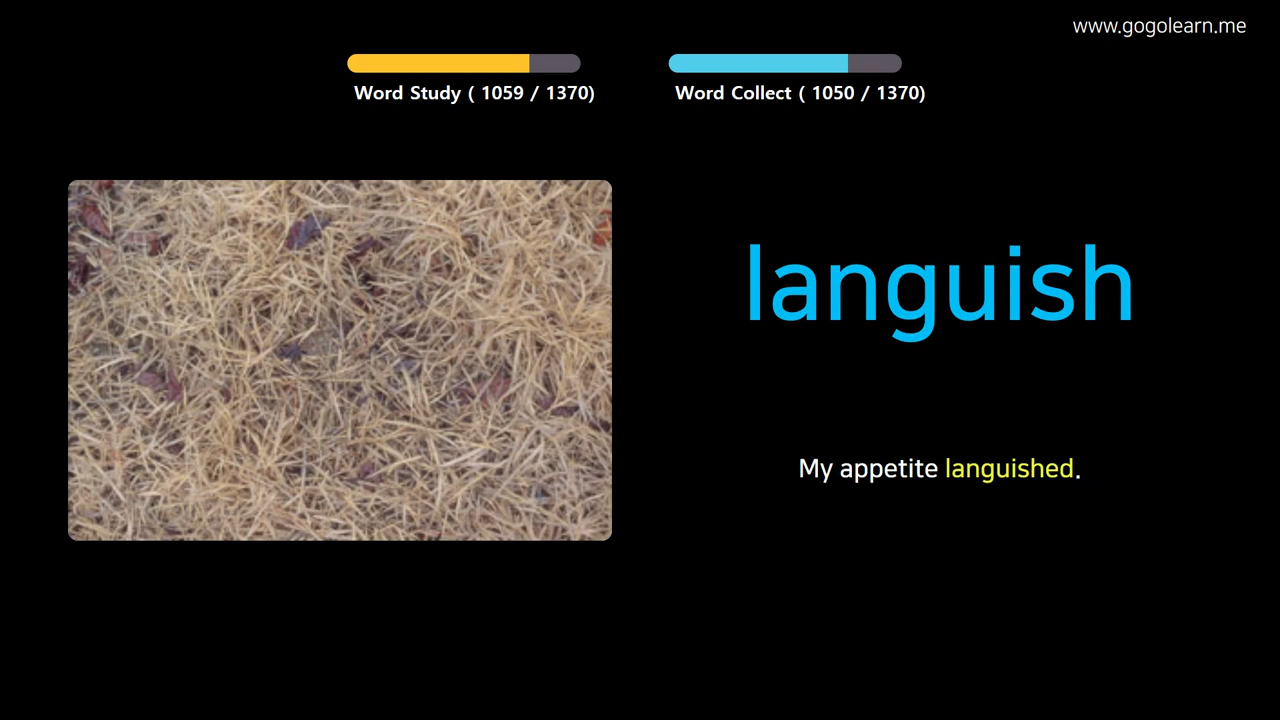 www.gogolearn.me
Word Study ( 1059 / 1370)
Word Collect ( 1050 / 1370)
languish
My appetite languished.